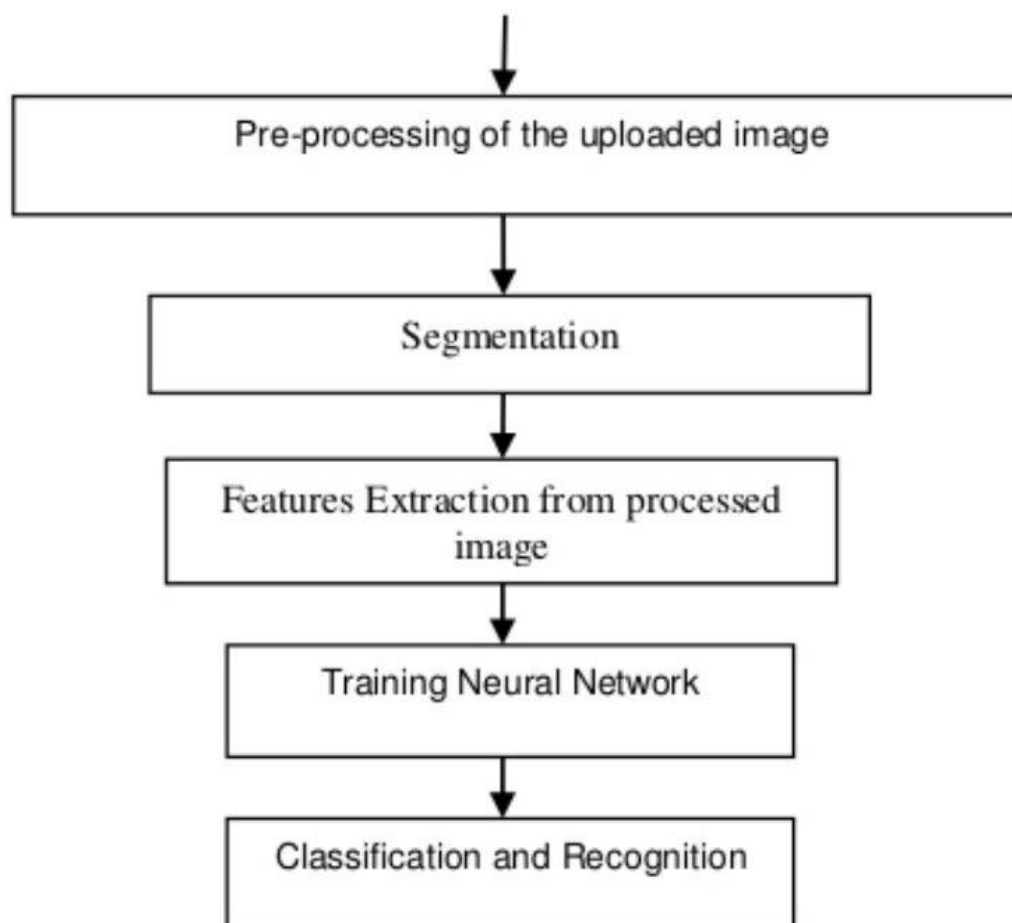 Pre-processing of the uploaded image
Segmentation
Features Extraction from processed
image
Training Neural Network
Classification and Recognition